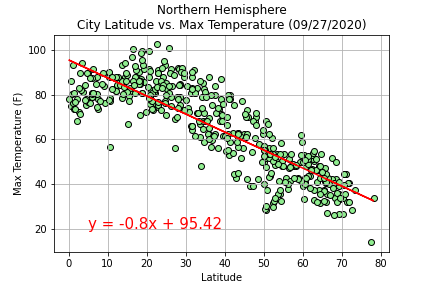 Northern Hemisphere
City Latitude vs. Max Temperature (09/27/2020)
100
80
60
40
20
Max Temperature (F)
y = -0.8x + 95.42
0 10 20 30 40 50 60 70 80
Latitude